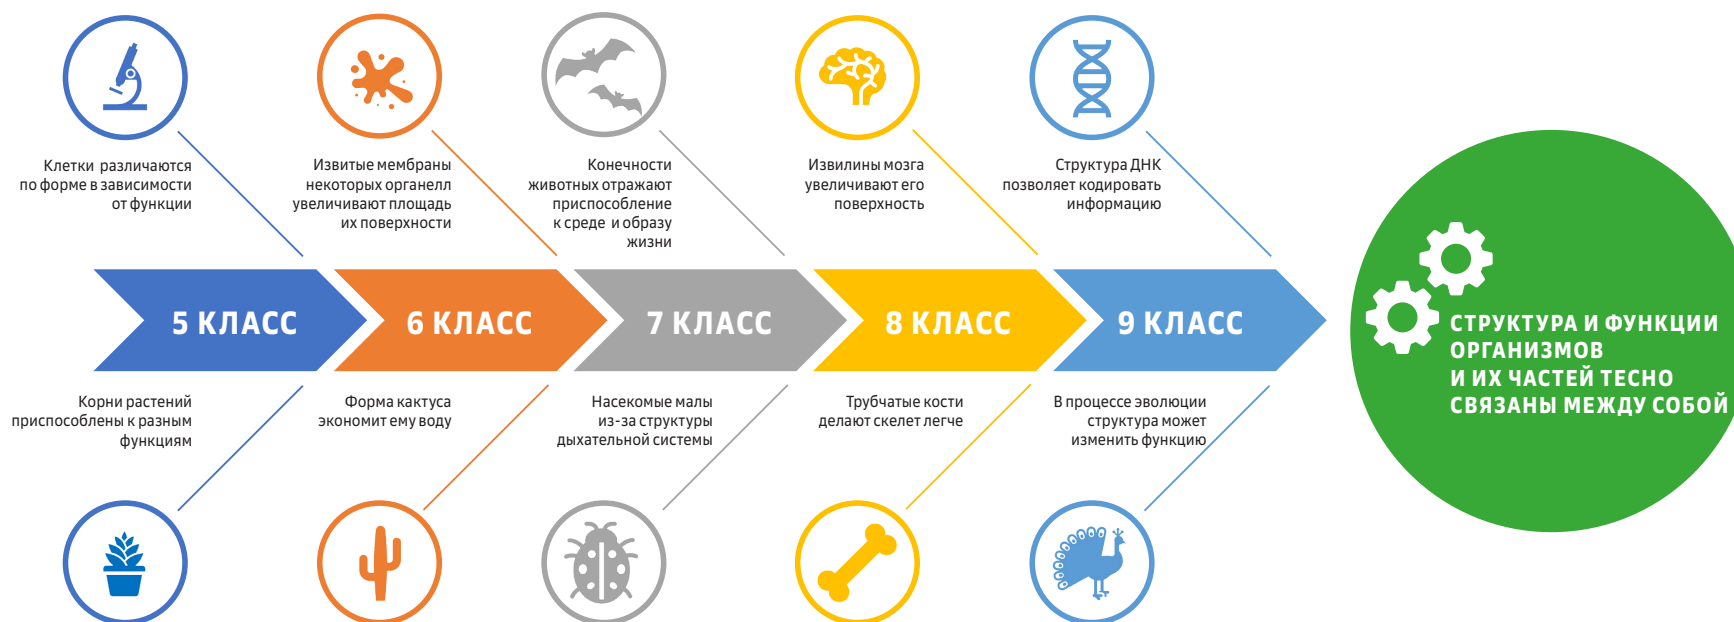 Клетки различаются
по форме в зависимости
от функции
Извитые мембраны
некоторых органелл
увеличивают площадь
их поверхности
Конечности
животных отражают
приспособление
к среде и образу
жизни
Извилины мозга
увеличивают его
поверхность
Структура ДНК
позволяет кодировать
информацию
5 КЛАСС
6 КЛАСС
7 КЛАСС
8 КЛАСС
9 КЛАСС
СТРУКТУРА И ФУНКЦИИ
ОРГАНИЗМОВ
И ИХ ЧАСТЕЙ ТЕСНО
СВЯЗАНЫ МЕЖДУ СОБОЙ
Корни растений
приспособлены к разным
функциям
Форма кактуса
экономит ему воду
Насекомые малы
из-за структуры
дыхательной системы
Трубчатые кости
делают скелет легче
В процессе эволюции
структура может
изменить функцию